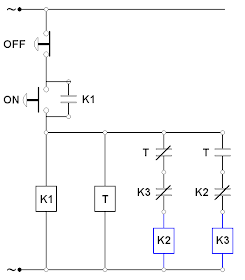 ~
OFF
ON K1
T T
K3 K2
K1 T
K2 K3
~